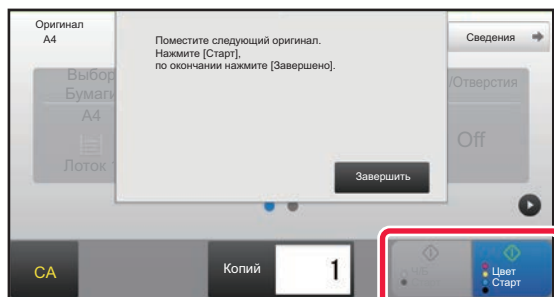 Оригинал
A4
Поместите следующий оригинал.
Нажмите [Старт],
по окончании нажмите [Завершено].
Сведения
Выбор
Бумаги
A4
Лоток
/Отверстия
Off
Завершить
CA
Копий
1
Ч/Б
Цвет
Старт